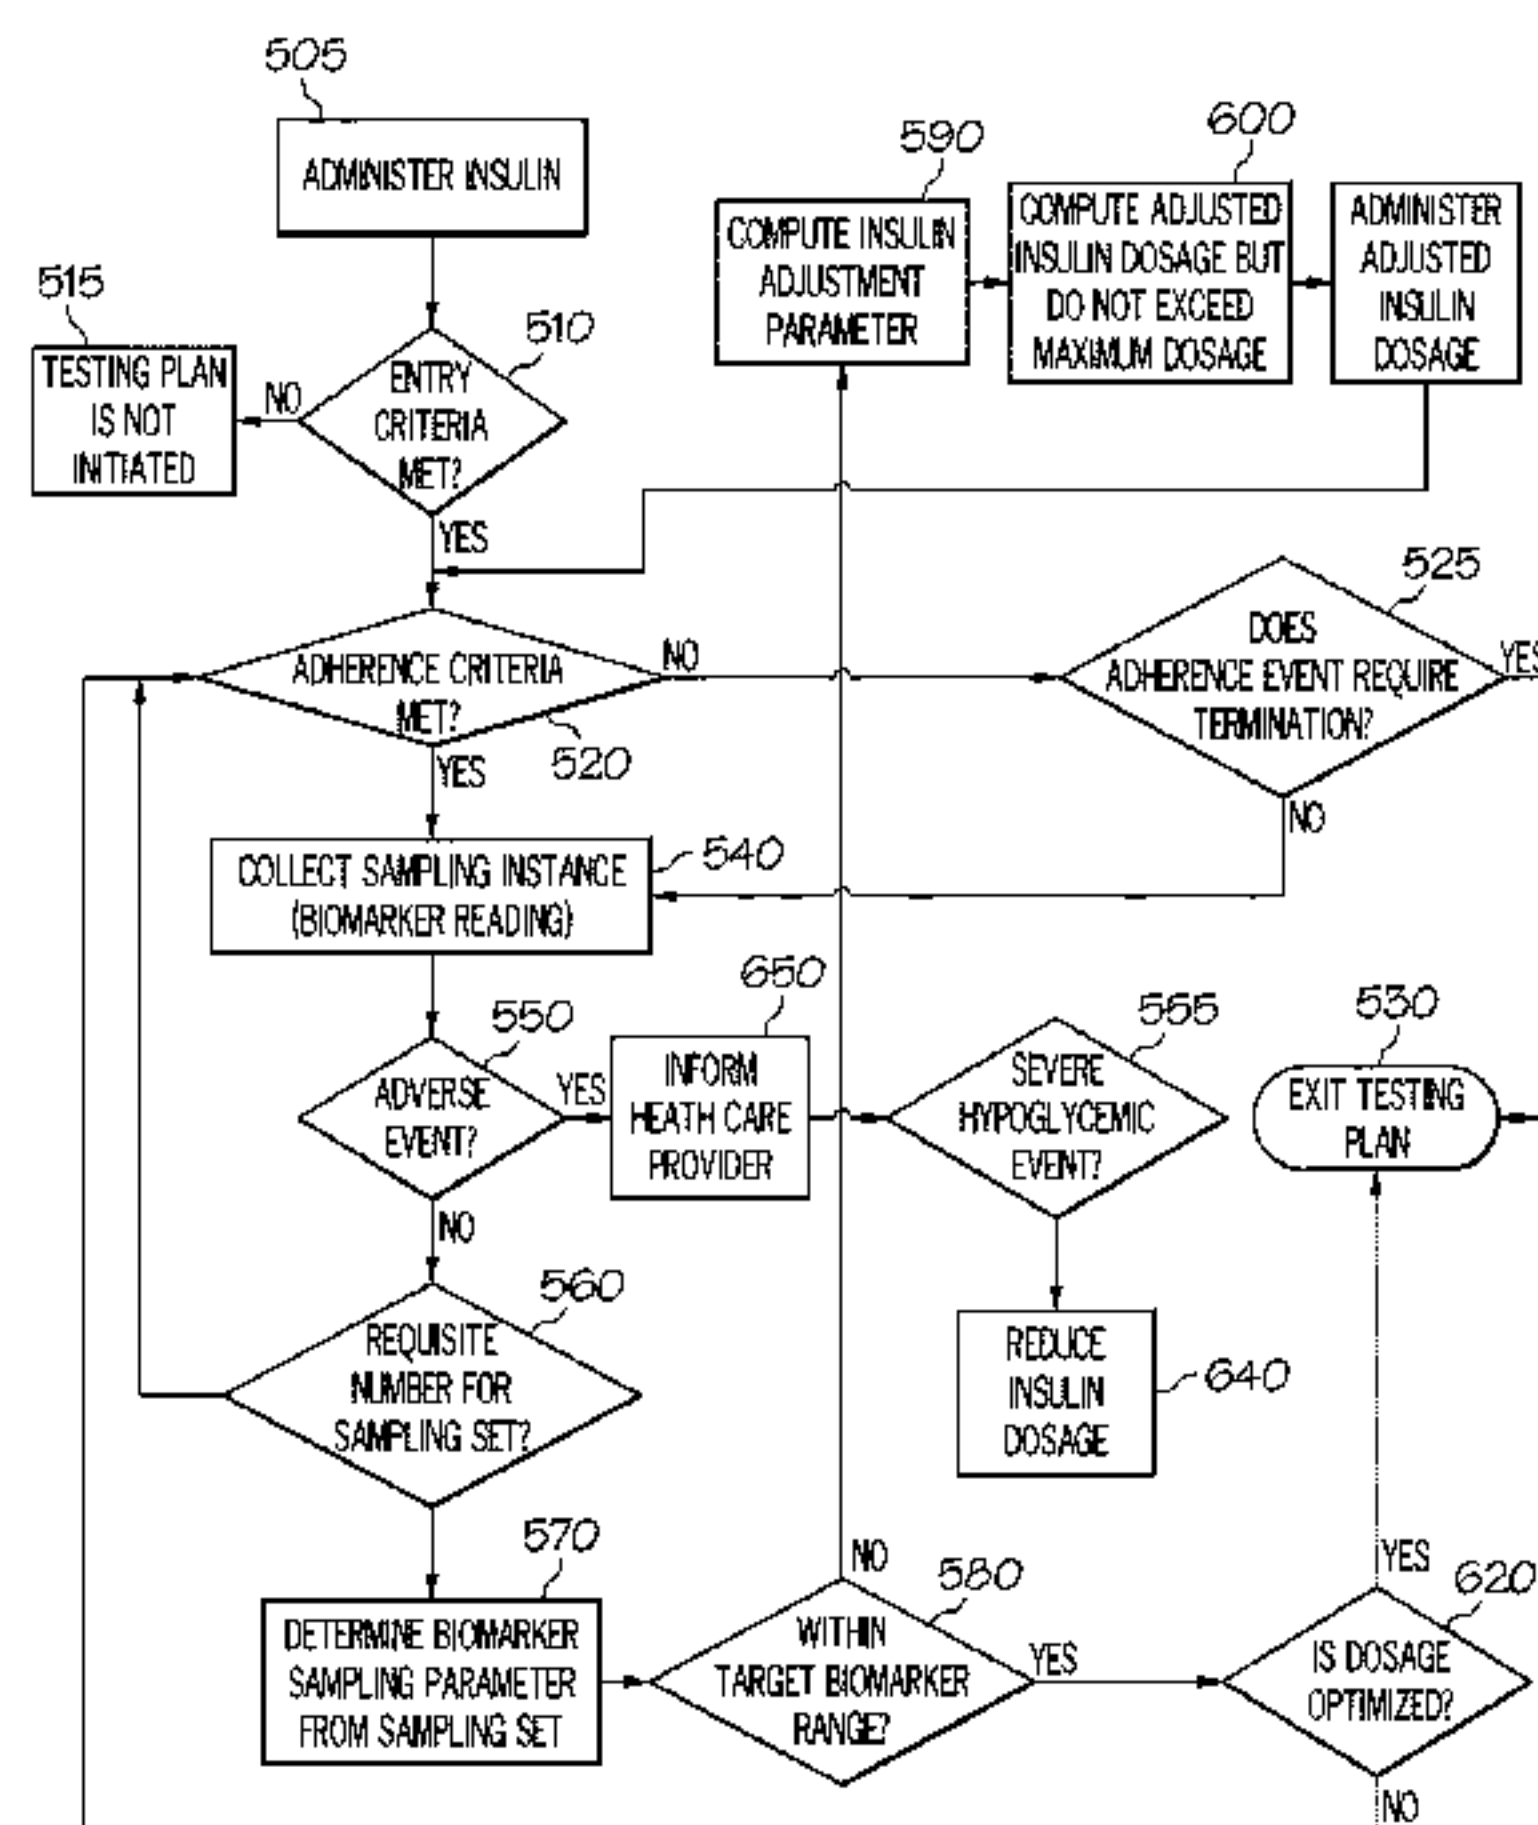 505
ADMINISTER INSULIN
590
600
COMPUTE INSULIN
ADJUSTMENT
PARAMETER
COMPUTE ADJUSTED
INSULIN DOSAGE BUT
DO NOT EXCEED
MAXIMUM DOSAGE
ADMINISTER
ADJUSTED
INSULIN
DOSAGE
515
TESTING PLAN
IS NOT
INITIATED
NO
510
ENTRY
CRITERIA
MET?
YES
ADHERENCE CRITERIA
MET?
520
NO
YES
525
DOES
ADHERENCE EVENT REQUIRE
TERMINATION?
YES
NO
COLLECT SAMPLING INSTANCE
(BIOMARKER READING)
540
550
ADVERSE
EVENT?
YES
NO
650
INFORM
HEATH CARE
PROVIDER
555
SEVERE
HYPOGLYCEMIC
EVENT?
530
EXIT TESTING
PLAN
560
REQUISITE
NUMBER FOR
SAMPLING SET?
REDUCE
INSULIN
DOSAGE
640
570
DETERMINE BIOMARKER
SAMPLING PARAMETER
FROM SAMPLING SET
NO
580
WITHIN
TARGET BIOMARKER
RANGE?
YES
YES
620
IS DOSAGE
OPTIMIZED?
NO